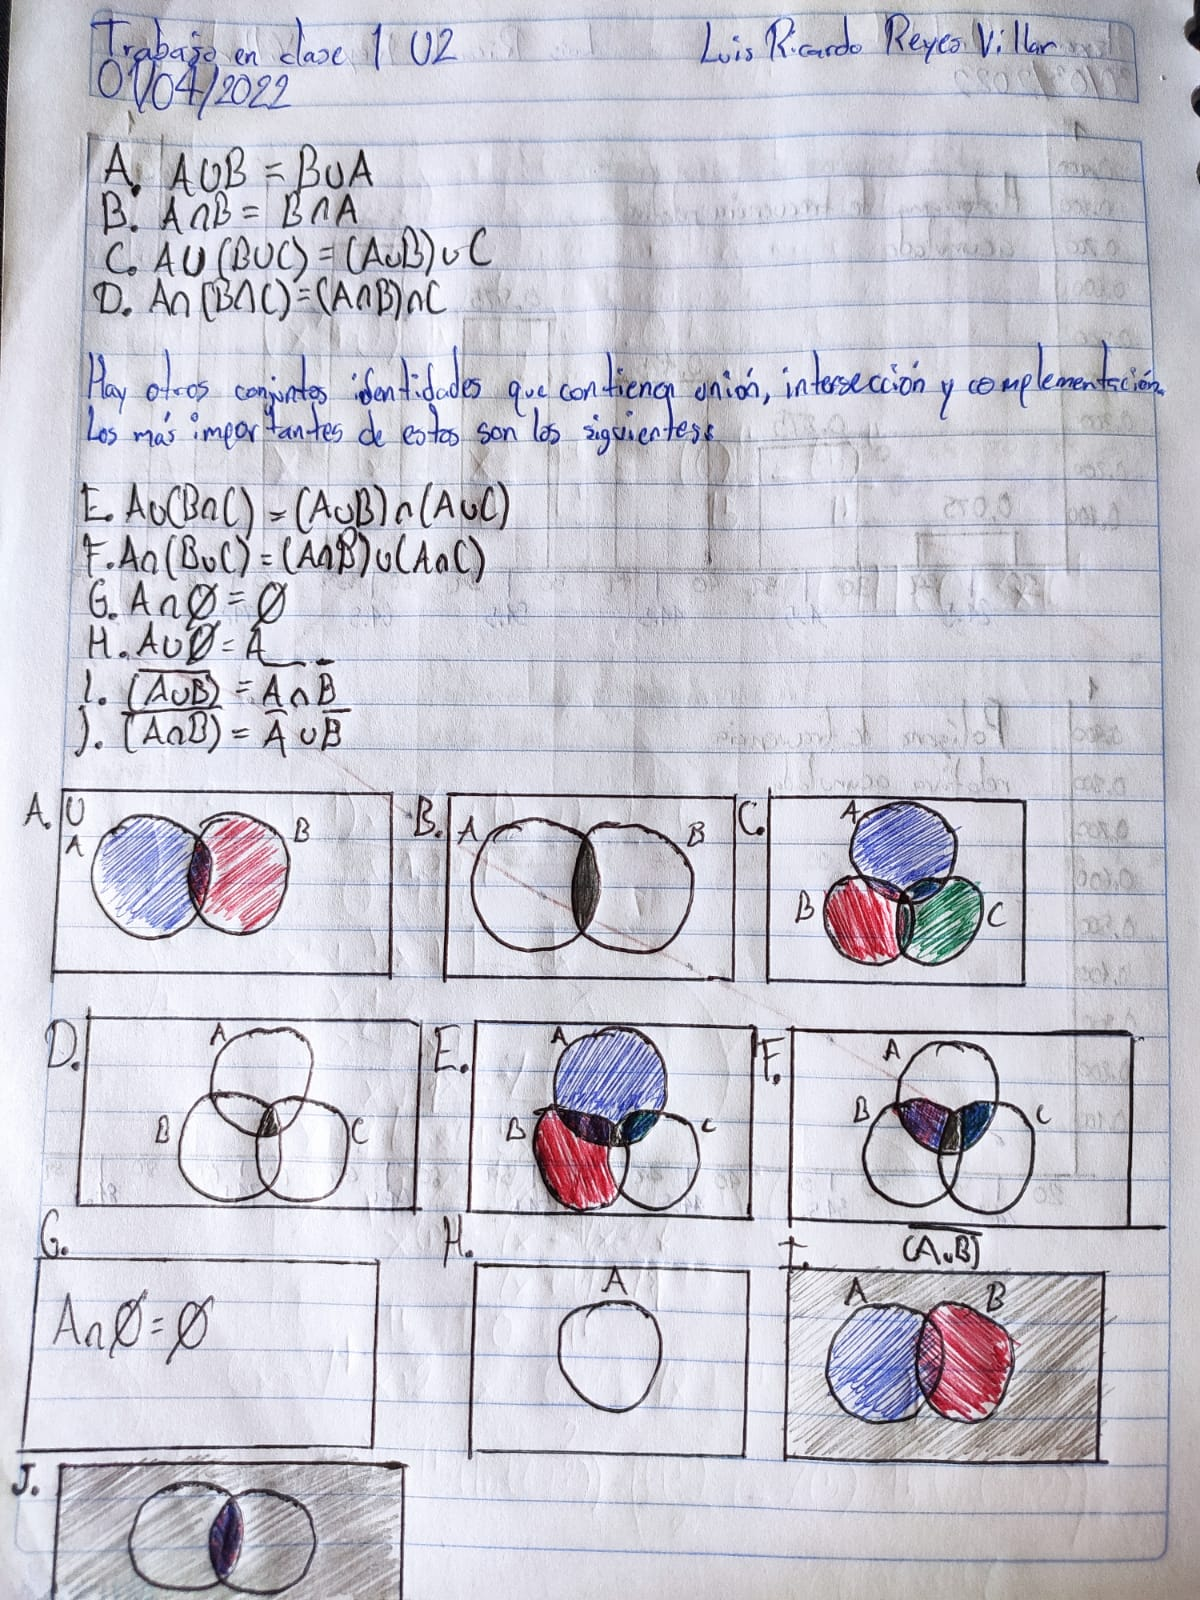 Trabajo en clase 1 U2 Luis Ricardo Reyes Villar
01/04/2022
A. A∪B = B∪A
B. A∩B = B∩A
C. A∪(B∪C) = (A∪B)∪C
D. A∩(B∩C) = (A∩B)∩C
Hay otros conjuntos identidades que contienen unión, intersección y complementación.
Los más importantes de estos son los siguientes:
E. A∪(B∩C) = (A∪B)∩(A∪C)
F. A∩(B∪C) = (A∩B)∪(A∩C)
G. A∩∅ = ∅
H. A∪∅ = A
I. (A∪B)̅ = A̅∩B̅
J. (A∩B)̅ = A̅∪B̅
A. U A B
B. A B
C. A B C
D. A B C
E. A B C
F. A B C
G. A∩∅=∅
H. A
I. (A∪B)̅ A B
J.